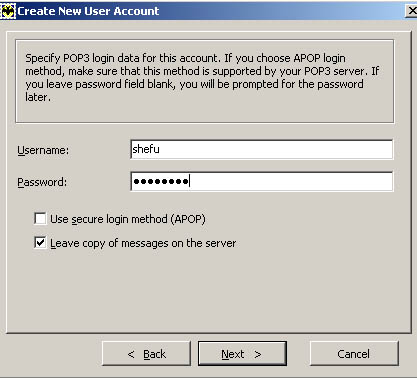 Create New User Account
Specify POP3 login data for this account. If you choose APOP login
method, make sure that this method is supported by your POP3 server. If
you leave password field blank, you will be prompted for the password
later.
Username:
shefu
Password:
●●●●●●●●
Use secure login method (APOP)
Leave copy of messages on the server
< Back
Next >
Cancel